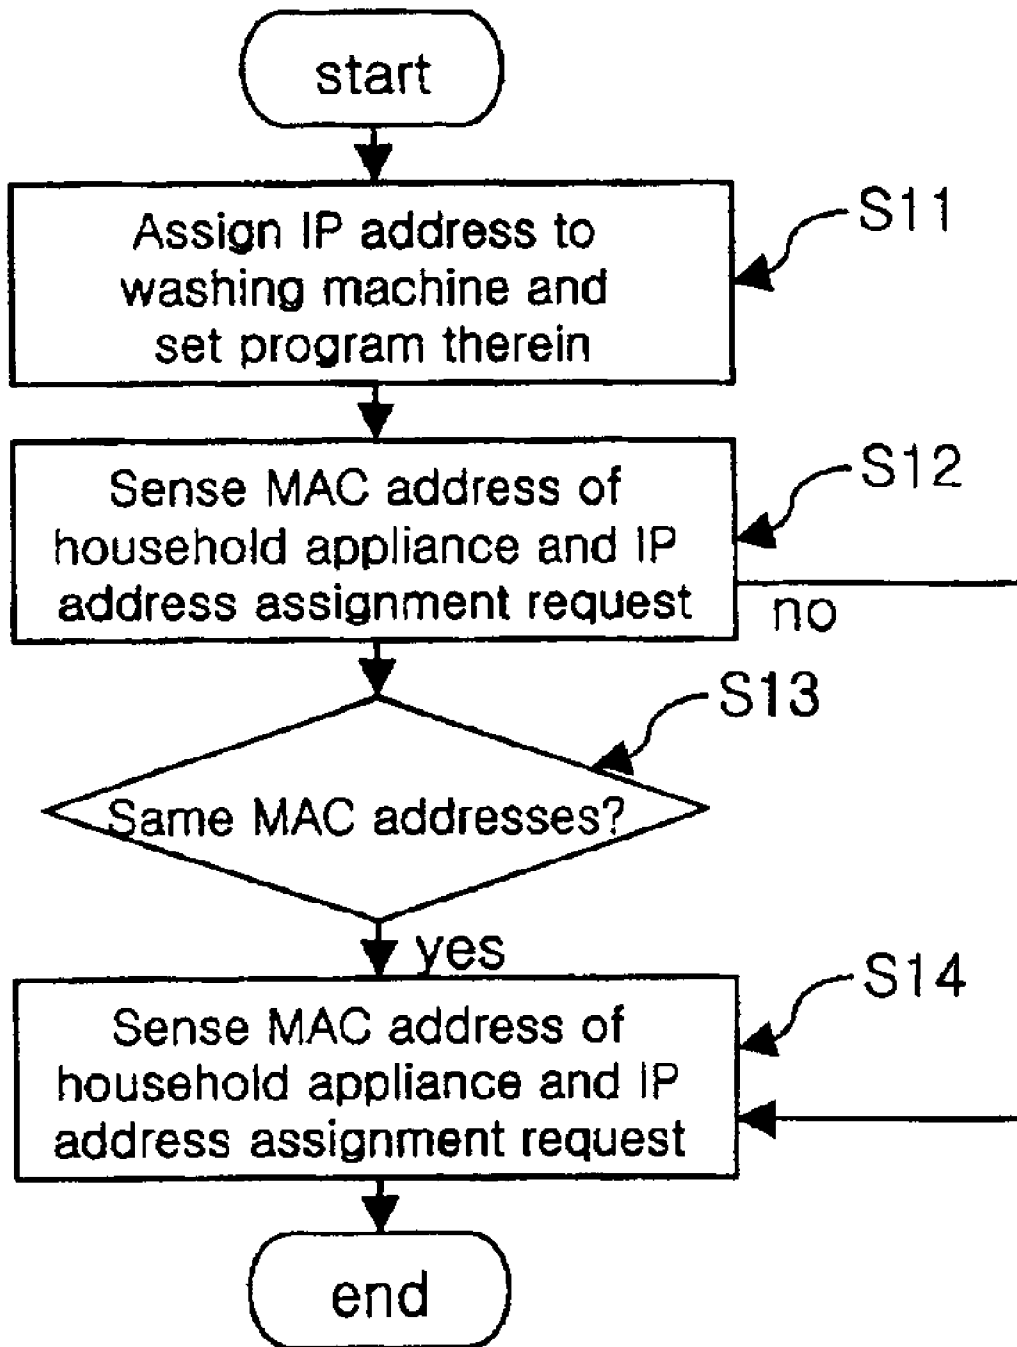 start
Assign IP address to
washing machine and
set program therein
S11
Sense MAC address of
household appliance and IP
address assignment request
S12
no
S13
Same MAC addresses?
yes
Sense MAC address of
household appliance and IP
address assignment request
S14
end